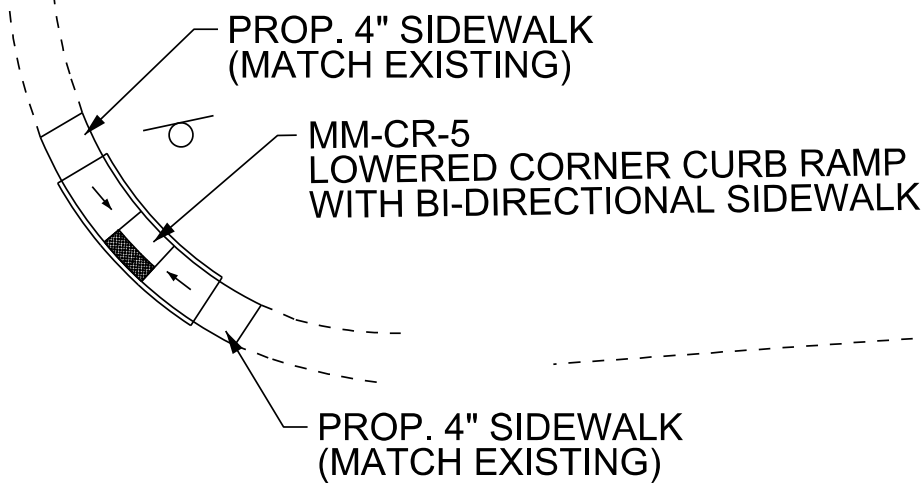 PROP. 4" SIDEWALK
(MATCH EXISTING)
MM-CR-5
LOWERED CORNER CURB RAMP
WITH BI-DIRECTIONAL SIDEWALK
PROP. 4" SIDEWALK
(MATCH EXISTING)